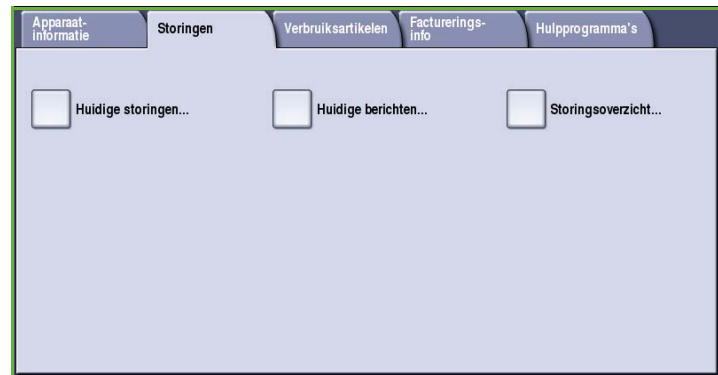 Apparaat-
informatie
Storingen
Verbruiksartikelen
Facturerings-
info
Hulpprogramma's
Huidige storingen...
Huidige berichten...
Storingsoverzicht...